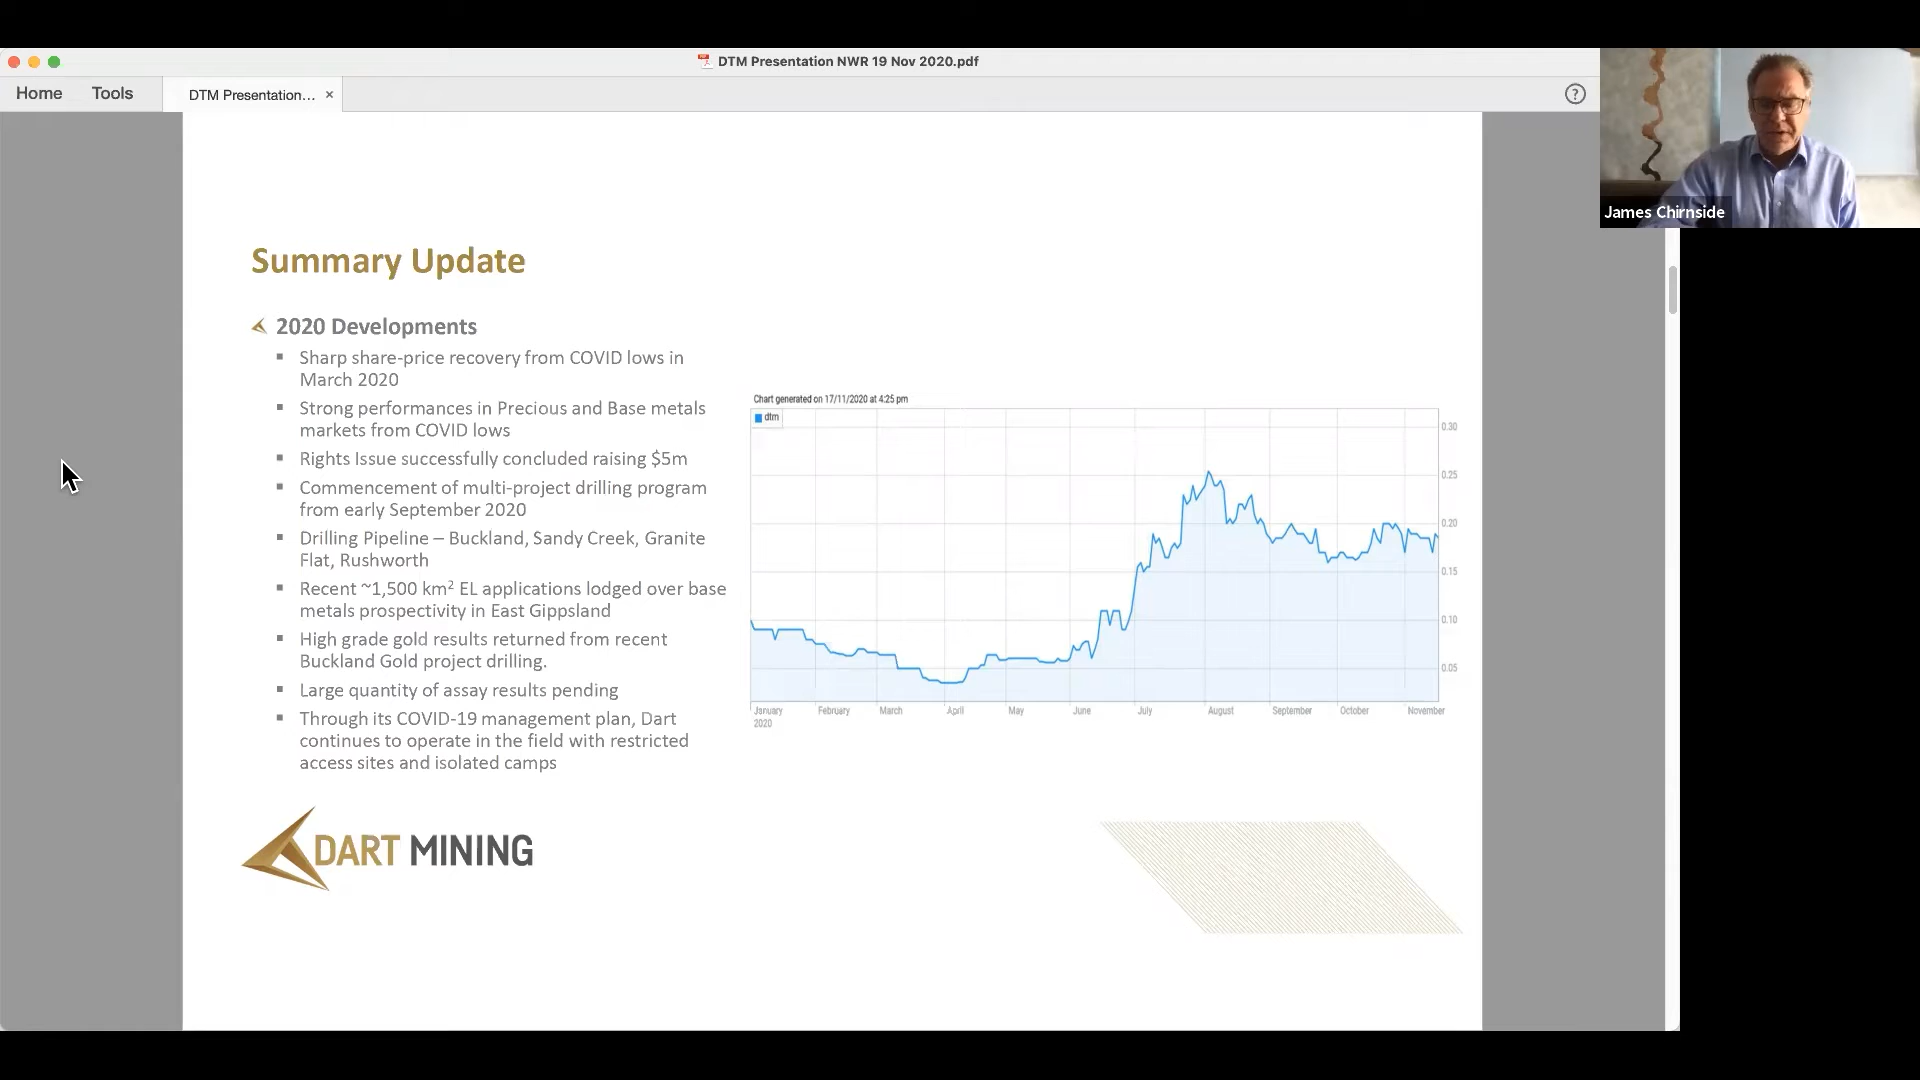 DTM Presentation NWR 19 Nov 2020.pdf
Home Tools DTM Presentation... ×
?
James Chirnside
Summary Update
2020 Developments
Sharp share-price recovery from COVID lows in
March 2020
Strong performances in Precious and Base metals
markets from COVID lows
Rights Issue successfully concluded raising $5m
Commencement of multi-project drilling program
from early September 2020
Drilling Pipeline – Buckland, Sandy Creek, Granite
Flat, Rushworth
Recent ~1,500 km² EL applications lodged over base
metals prospectivity in East Gippsland
High grade gold results returned from recent
Buckland Gold project drilling.
Large quantity of assay results pending
Through its COVID-19 management plan, Dart
continues to operate in the field with restricted
access sites and isolated camps
Chart generated on 17/11/2020 at 4:25 pm
dtm
0.30
0.25
0.20
0.15
0.10
0.05
January February March April May June July August September October November
2020
DART MINING